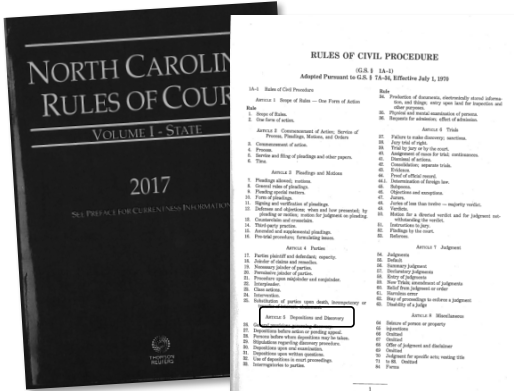 NORTH CAROLIN
RULES OF COU
VOLUME I - STATE
2017
SEE PREFACE FOR CURRENTNESS INFORMATION
THOMSON
REUTERS
RULES OF CIVIL PROCEDURE
(G.S. § 1A-1)
Adopted Pursuant to G.S. § 7A-34, Effective July 1, 1970
1A-1 Rules of Civil Procedure
ARTICLE 1 Scope of Rules — One Form of Action
Rule
1. Scope of Rules.
2. One form of action.
ARTICLE 2 Commencement of Action; Service of
Process, Pleadings, Motions, and Orders
3. Commencement of action.
4. Process.
5. Service and filing of pleadings and other papers.
6. Time.
ARTICLE 3 Pleadings and Motions
7. Pleadings allowed; motions.
8. General rules of pleadings.
9. Pleading special matters.
10. Form of pleadings.
11. Signing and verification of pleadings.
12. Defenses and objections; when and how presented; by
pleading or motion; motion for judgment on pleading.
13. Counterclaim and crossclaim.
14. Third-party practice.
15. Amended and supplemental pleadings.
16. Pre-trial procedure; formulating issues.
ARTICLE 4 Parties
17. Parties plaintiff and defendant; capacity.
18. Joinder of claims and remedies.
19. Necessary joinder of parties.
20. Permissive joinder of parties.
21. Procedure upon misjoinder and nonjoinder.
22. Interpleader.
23. Class actions.
24. Intervention.
25. Substitution of parties upon death, incompetency or
ARTICLE 5 Depositions and Discovery
26. General provisions governing discovery.
27. Depositions before action or pending appeal.
28. Persons before whom depositions may be taken.
29. Stipulations regarding discovery procedure.
30. Depositions upon oral examination.
31. Depositions upon written questions.
32. Use of depositions in court proceedings.
33. Interrogatories to parties.
Rule
34. Production of documents, electronically stored informa-
tion, and things; entry upon land for inspection and
other purposes.
35. Physical and mental examination of persons.
36. Requests for admission; effect of admission.
ARTICLE 6 Trials
37. Failure to make discovery; sanctions.
38. Jury trial of right.
39. Trial by jury or by the court.
40. Assignment of cases for trial; continuances.
41. Dismissal of actions.
42. Consolidation; separate trials.
43. Evidence.
44. Proof of official record.
44.1. Determination of foreign law.
45. Subpoena.
46. Objections and exceptions.
47. Jurors.
48. Juries of less than twelve — majority verdict.
49. Verdicts.
50. Motion for a directed verdict and for judgment not-
withstanding the verdict.
51. Instructions to jury.
52. Findings by the court.
53. Referees.
ARTICLE 7 Judgment
54. Judgments
55. Default
56. Summary judgment
57. Declaratory judgments
58. Entry of judgments
59. New Trials; amendment of judgments
60. Relief from judgment or order
61. Harmless error
62. Stay of proceedings to enforce a judgment
63. Disability of a judge
ARTICLE 8 Miscellaneous
64. Seizure of person or property
65. Injunctions
66. Omitted
67. Omitted
68. Offer of judgment and disclaimer
69. Omitted
70. Judgment for specific acts; vesting title
71 to 83. Omitted
84. Forms
1